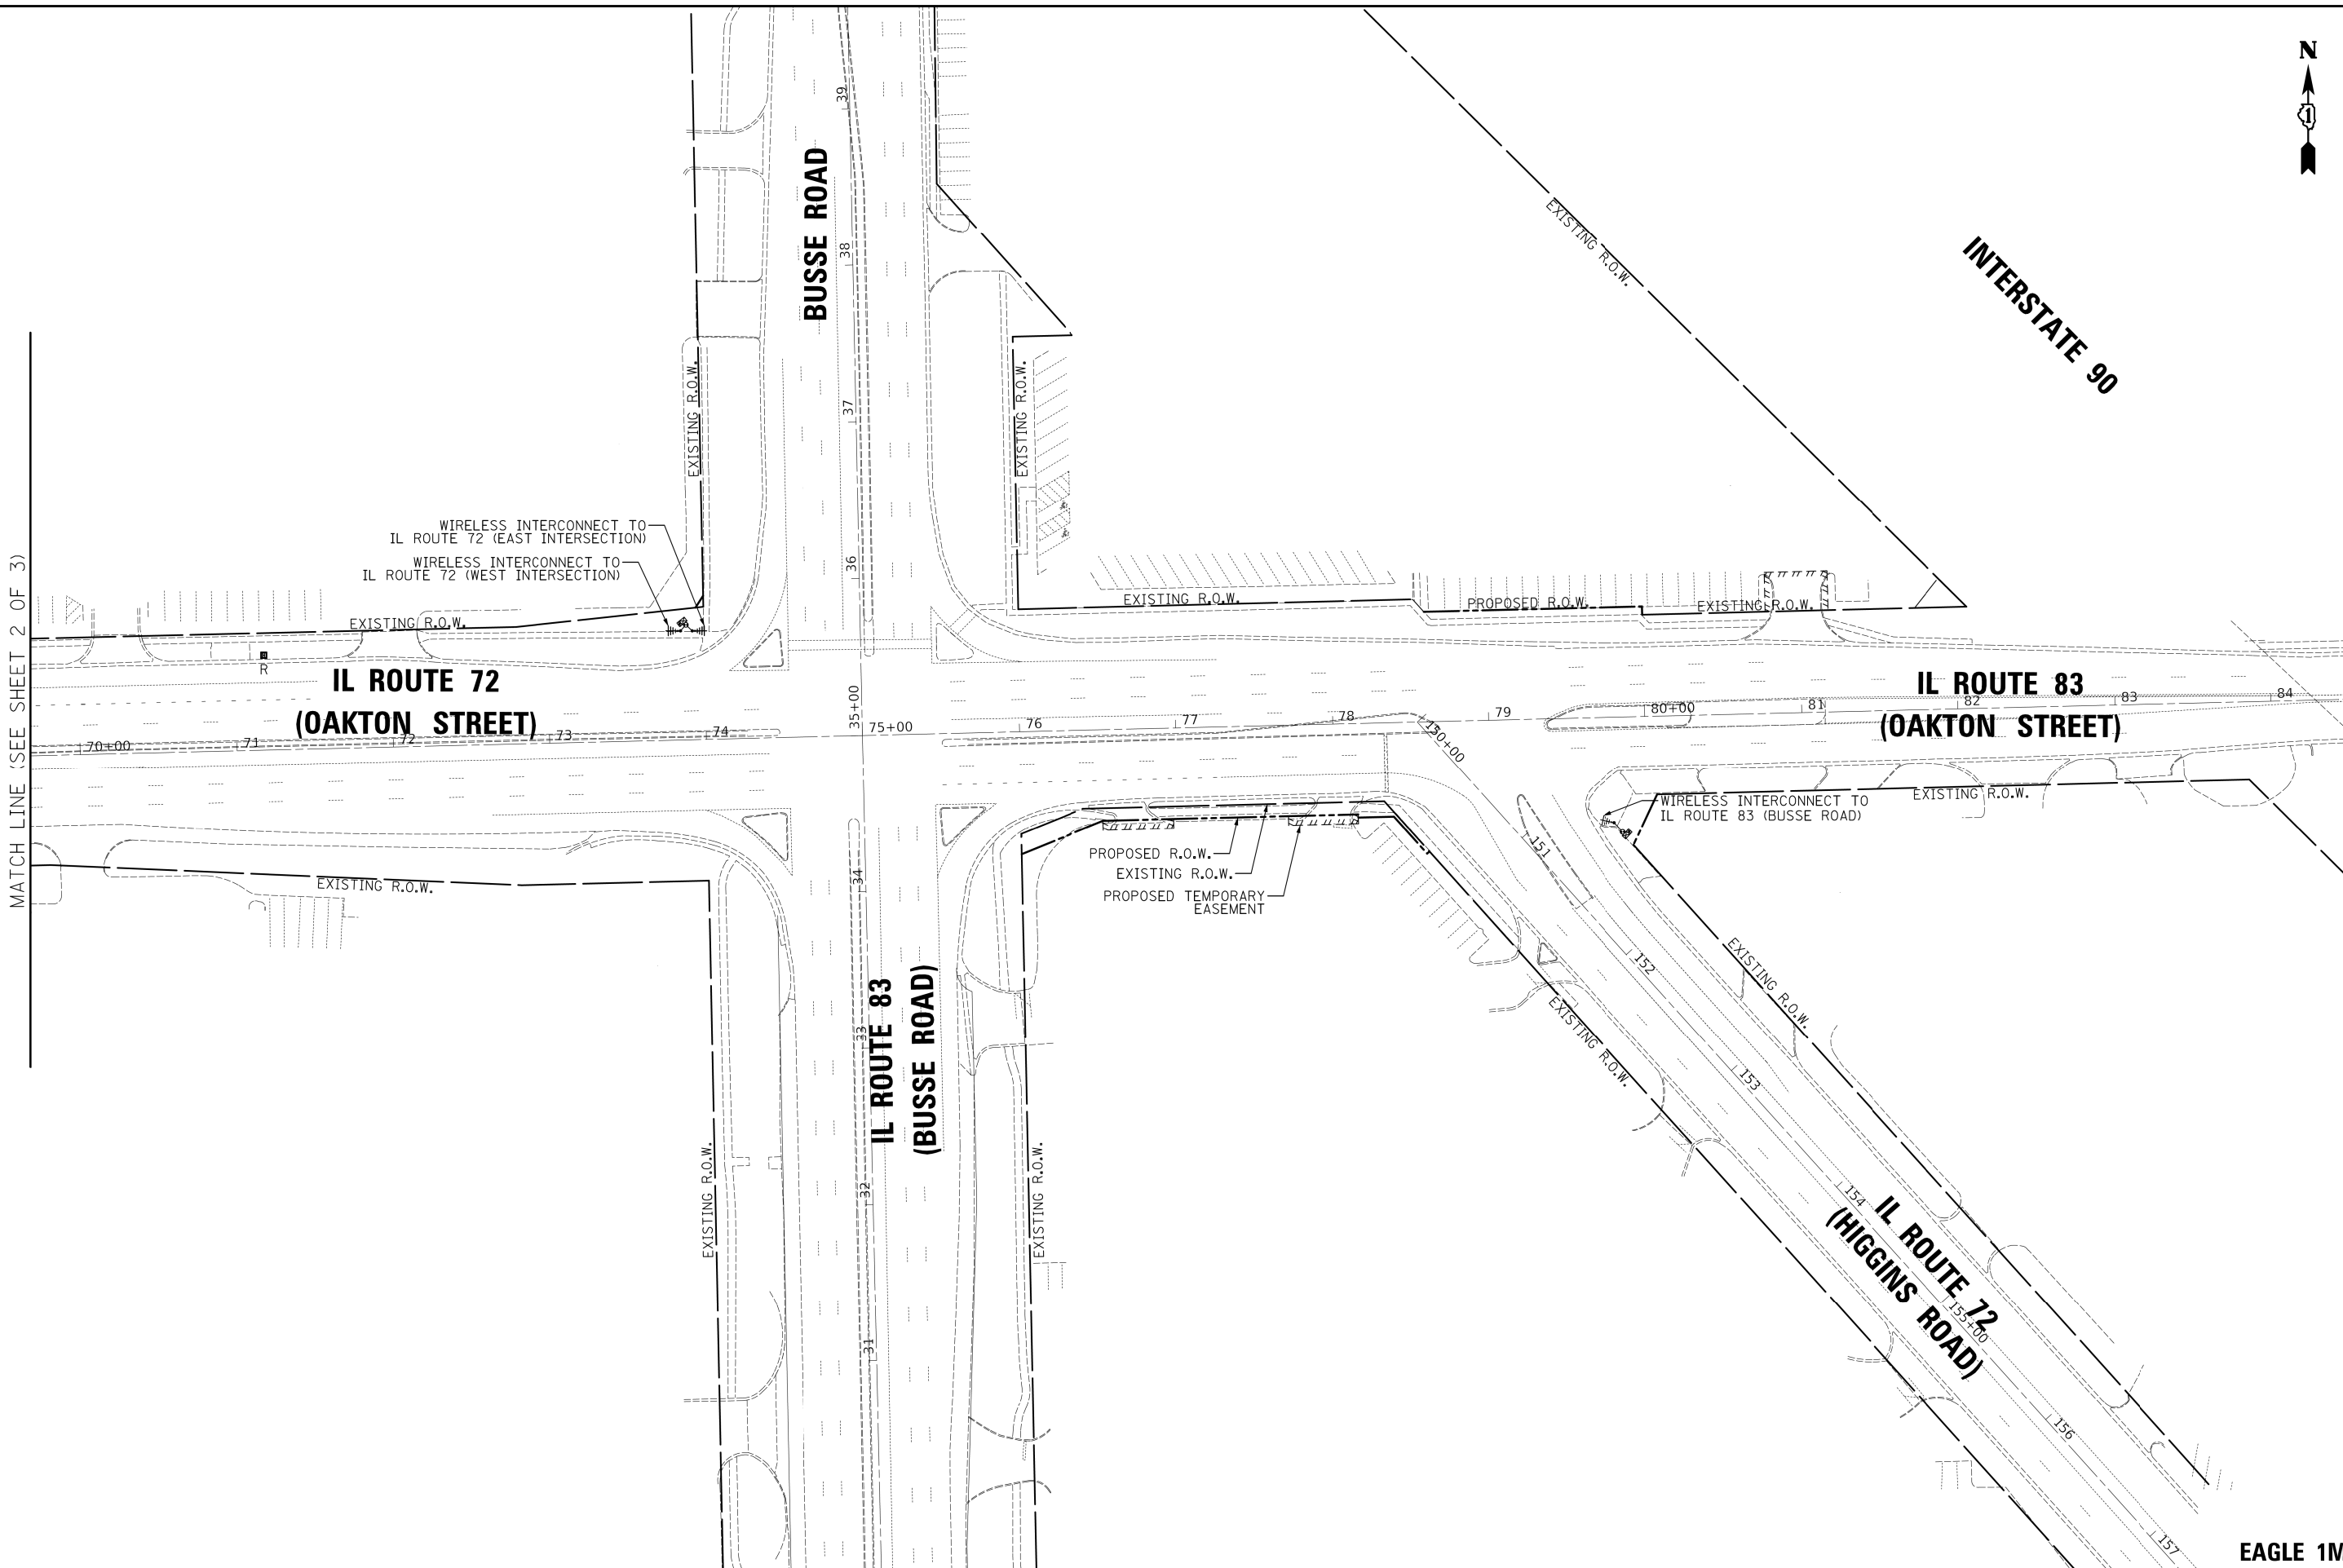 N
1
39
BUSSE ROAD
38
37
36
EXISTING R.O.W.
EXISTING R.O.W.
EXISTING R.O.W.
INTERSTATE 90
WIRELESS INTERCONNECT TO
IL ROUTE 72 (EAST INTERSECTION)
WIRELESS INTERCONNECT TO
IL ROUTE 72 (WEST INTERSECTION)
MATCH LINE (SEE SHEET 2 OF 3)
EXISTING R.O.W.
EXISTING R.O.W.
PROPOSED R.O.W.
EXISTING R.O.W.
R
IL ROUTE 72
(OAKTON STREET)
IL ROUTE 83
(OAKTON STREET)
70+00
71
72
73
74
35+00
75+00
76
77
78
150+00
79
80+00
81
82
83
84
WIRELESS INTERCONNECT TO
IL ROUTE 83 (BUSSE ROAD)
EXISTING R.O.W.
PROPOSED R.O.W.
EXISTING R.O.W.
PROPOSED TEMPORARY
EASEMENT
EXISTING R.O.W.
34
33
32
31
IL ROUTE 83
(BUSSE ROAD)
EXISTING R.O.W.
EXISTING R.O.W.
151
152
153
154
155+00
156
157
EXISTING R.O.W.
EXISTING R.O.W.
IL ROUTE 72
(HIGGINS ROAD)
EAGLE 1M